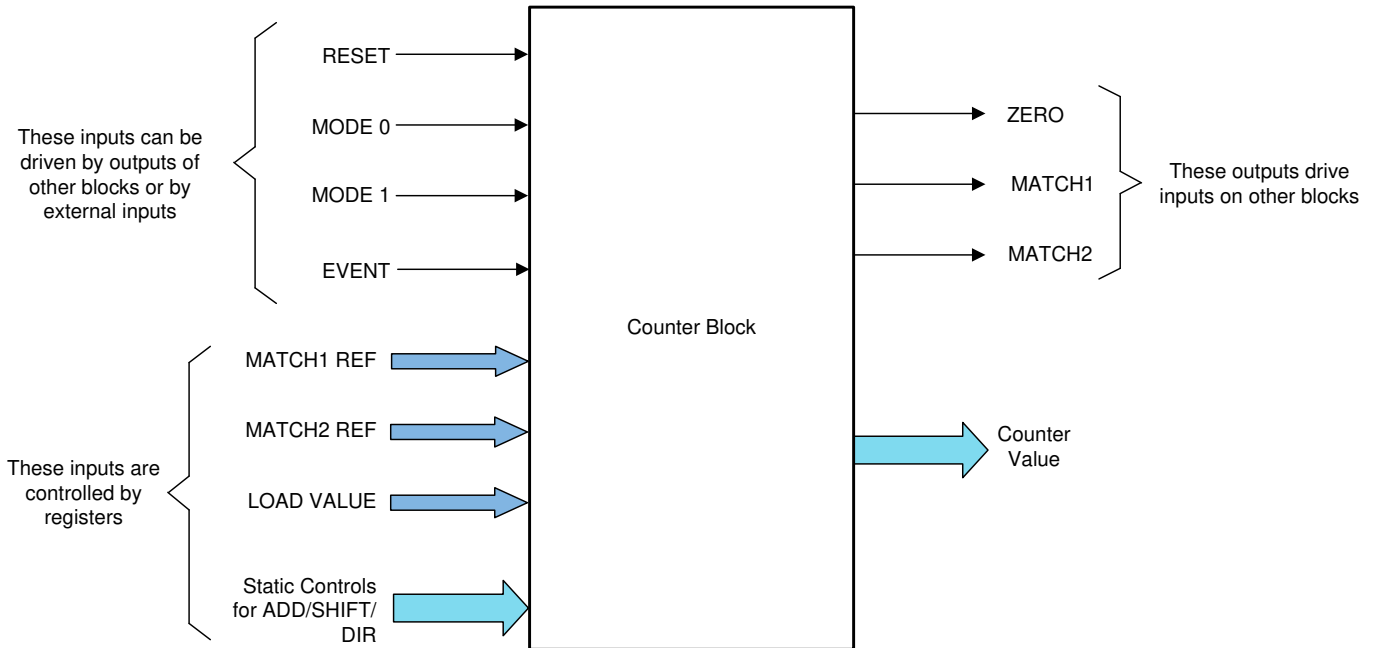 These inputs can be
driven by outputs of
other blocks or by
external inputs
RESET
MODE 0
MODE 1
EVENT
These inputs are
controlled by
registers
MATCH1 REF
MATCH2 REF
LOAD VALUE
Static Controls
for ADD/SHIFT/
DIR
Counter Block
ZERO
MATCH1
MATCH2
These outputs drive
inputs on other blocks
Counter
Value